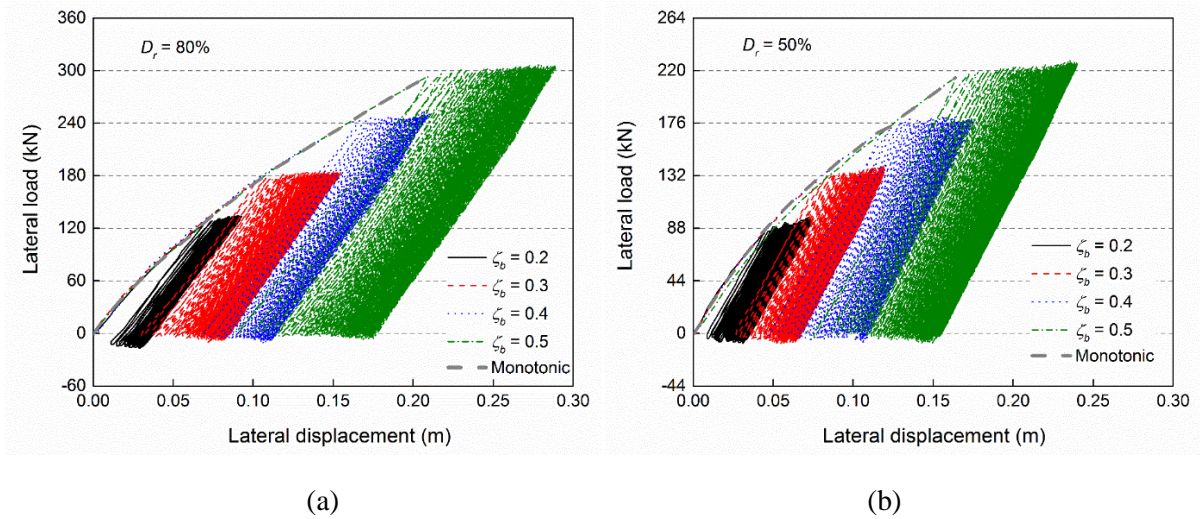 D_r = 80%
Lateral load (kN)
360
300
240
180
120
60
0
-60
ζ_b = 0.2
ζ_b = 0.3
ζ_b = 0.4
ζ_b = 0.5
Monotonic
0.00 0.05 0.10 0.15 0.20 0.25 0.30
Lateral displacement (m)
(a)
D_r = 50%
Lateral load (kN)
264
220
176
132
88
44
0
-44
ζ_b = 0.2
ζ_b = 0.3
ζ_b = 0.4
ζ_b = 0.5
Monotonic
0.00 0.05 0.10 0.15 0.20 0.25 0.30
Lateral displacement (m)
(b)